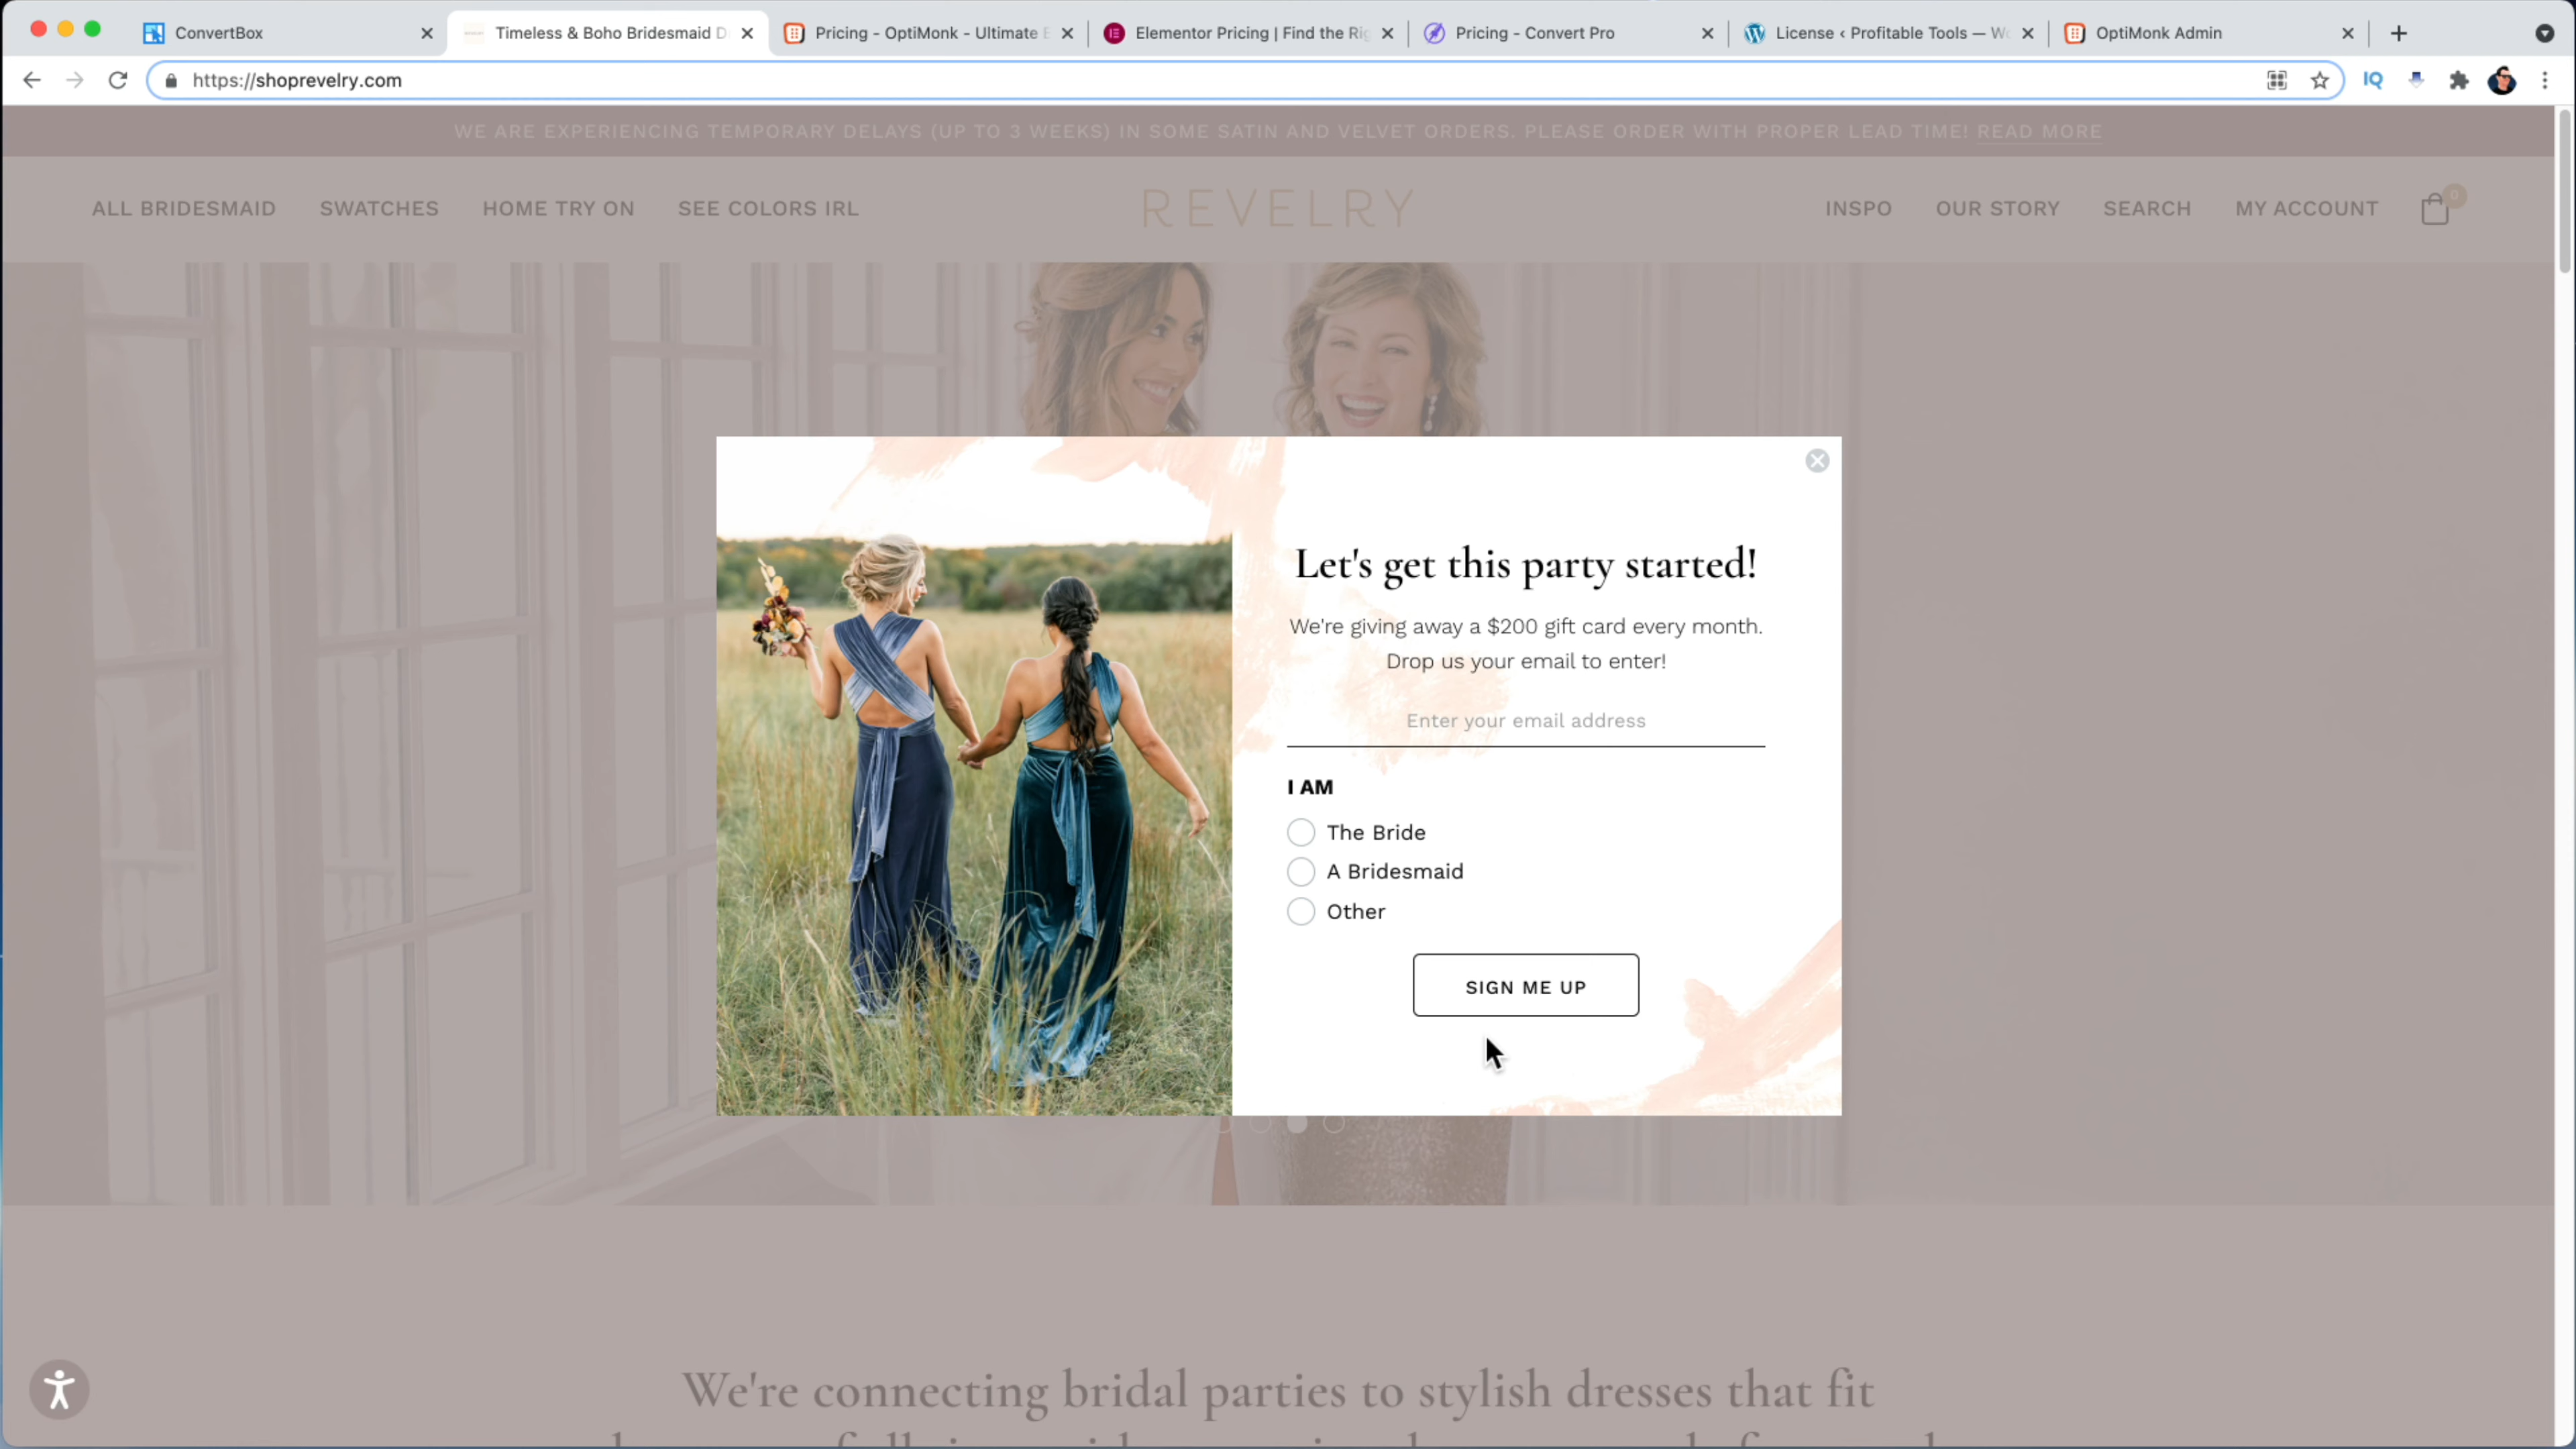 ConvertBox
Timeless & Boho Bridesmaid D
Pricing - OptiMonk - Ultimate E
Elementor Pricing | Find the Rig
Pricing - Convert Pro
License ‹ Profitable Tools — Wo
OptiMonk Admin
https://shoprevelry.com
IQ
WE ARE EXPERIENCING TEMPORARY DELAYS (UP TO 3 WEEKS) IN SOME SATIN AND VELVET ORDERS. PLEASE ORDER WITH PROPER LEAD TIME! READ MORE
ALL BRIDESMAID
SWATCHES
HOME TRY ON
SEE COLORS IRL
REVELRY
INSPO
OUR STORY
SEARCH
MY ACCOUNT
0
Let's get this party started!
We're giving away a $200 gift card every month.
Drop us your email to enter!
Enter your email address
I AM
The Bride
A Bridesmaid
Other
SIGN ME UP
We're connecting bridal parties to stylish dresses that fit